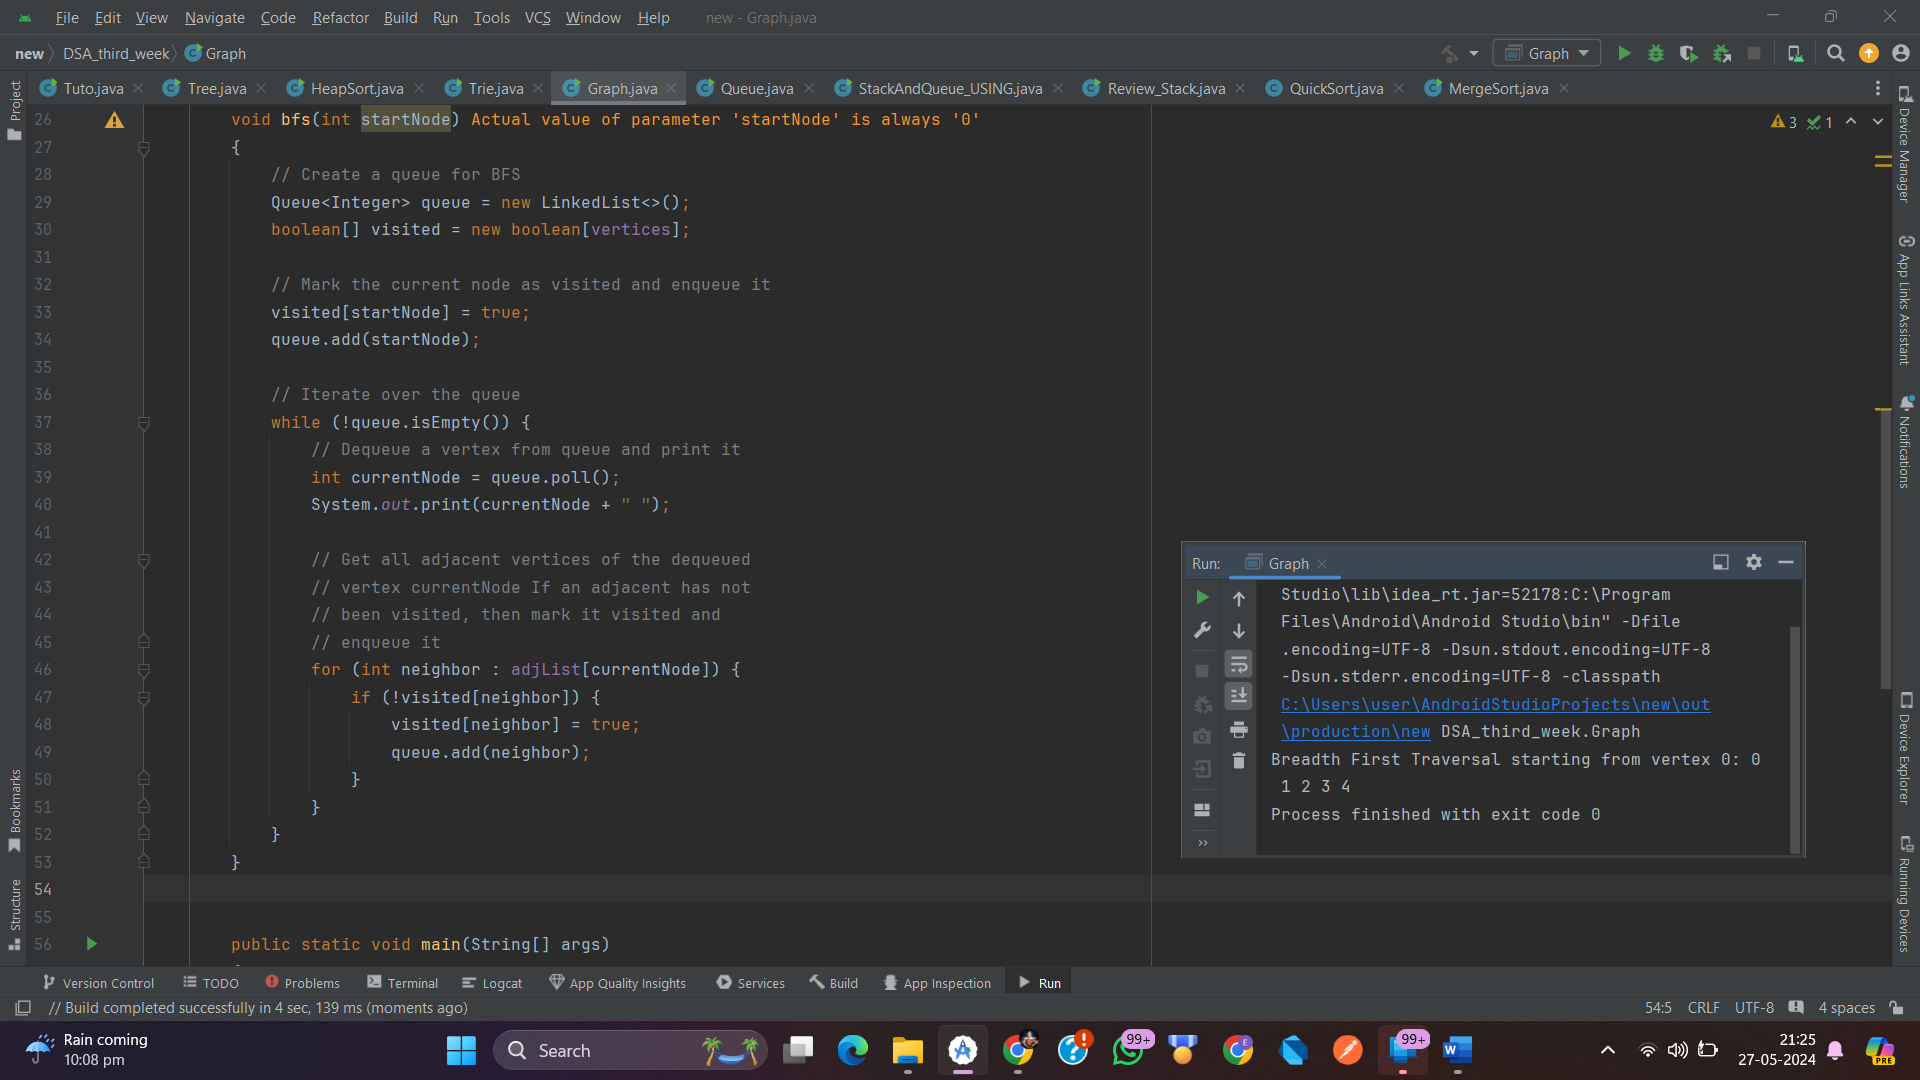 File Edit View Navigate Code Refactor Build Run Tools VCS Window Help new - Graph.java
new DSA_third_week Graph
Graph
Tuto.java Tree.java HeapSort.java Trie.java Graph.java Queue.java StackAndQueue_USING.java Review_Stack.java QuickSort.java MergeSort.java
Project
26 void bfs(int startNode) Actual value of parameter 'startNode' is always '0'
3 1
27 {
28 // Create a queue for BFS
29 Queue<Integer> queue = new LinkedList<>();
30 boolean[] visited = new boolean[vertices];
31
32 // Mark the current node as visited and enqueue it
33 visited[startNode] = true;
34 queue.add(startNode);
35
36 // Iterate over the queue
37 while (!queue.isEmpty()) {
38 // Dequeue a vertex from queue and print it
39 int currentNode = queue.poll();
40 System.out.print(currentNode + " ");
41
42 // Get all adjacent vertices of the dequeued
43 // vertex currentNode If an adjacent has not
44 // been visited, then mark it visited and
45 // enqueue it
46 for (int neighbor : adjList[currentNode]) {
47 if (!visited[neighbor]) {
48 visited[neighbor] = true;
49 queue.add(neighbor);
50 }
51 }
52 }
53 }
54
55
56 public static void main(String[] args)
Run: Graph
Studio\lib\idea_rt.jar=52178:C:\Program
Files\Android\Android Studio\bin" -Dfile
.encoding=UTF-8 -Dsun.stdout.encoding=UTF-8
-Dsun.stderr.encoding=UTF-8 -classpath
C:\Users\user\AndroidStudioProjects\new\out
\production\new DSA_third_week.Graph
Breadth First Traversal starting from vertex 0: 0
1 2 3 4
Process finished with exit code 0
Bookmarks
Structure
Device Manager
App Links Assistant
Notifications
Device Explorer
Running Devices
Version Control TODO Problems Terminal Logcat App Quality Insights Services Build App Inspection Run
// Build completed successfully in 4 sec, 139 ms (moments ago)
54:5 CRLF UTF-8 4 spaces
Rain coming
10:08 pm
Search
99+
E
99+
W
21:25
27-05-2024
PRE